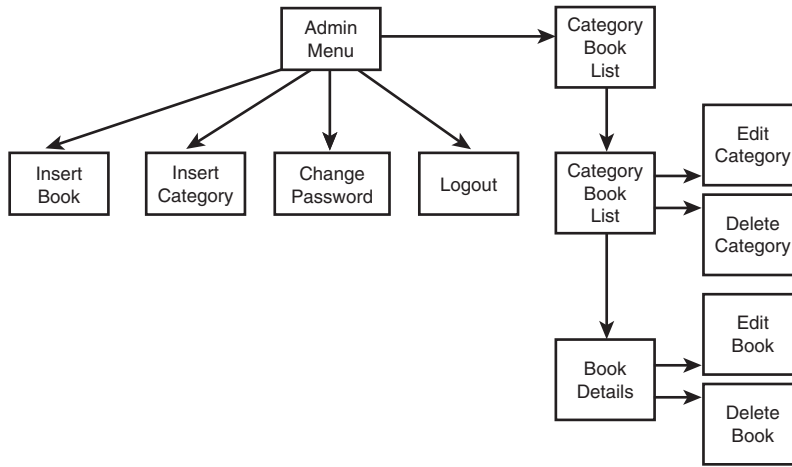 Admin
Menu
Category
Book
List
Insert
Book
Insert
Category
Change
Password
Logout
Category
Book
List
Edit
Category
Delete
Category
Book
Details
Edit
Book
Delete
Book